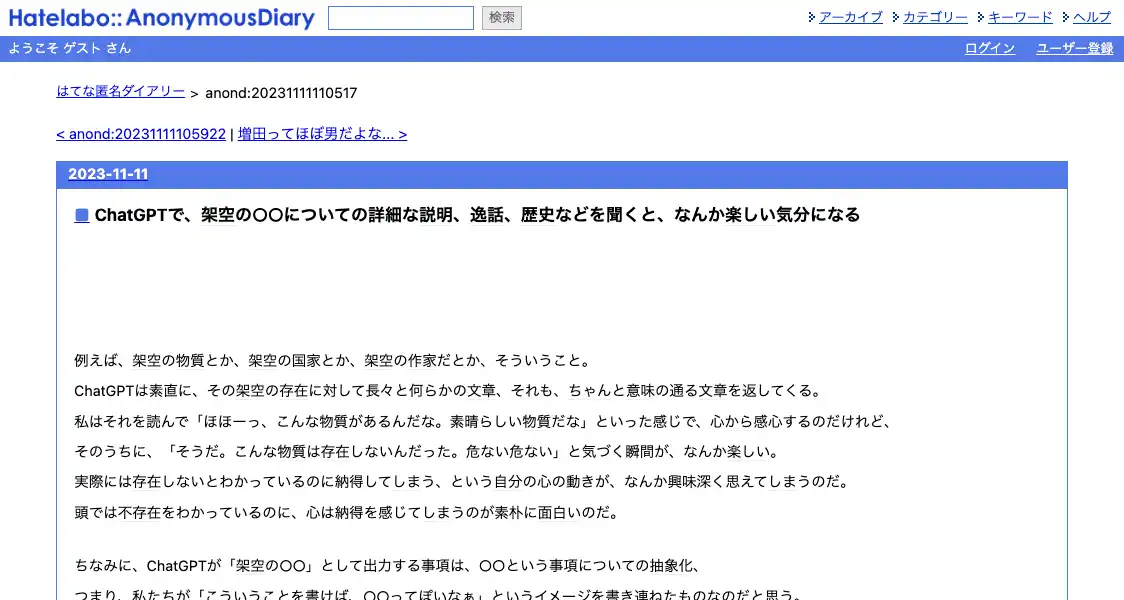 Hatelabo::AnonymousDiary 検索 アーカイブ カテゴリー キーワード ヘルプ
ようこそ ゲスト さん ログイン ユーザー登録
はてな匿名ダイアリー > anond:20231111110517
< anond:20231111105922 | 増田ってほぼ男だよな... >
2023-11-11
ChatGPTで、架空の〇〇についての詳細な説明、逸話、歴史などを聞くと、なんか楽しい気分になる
例えば、架空の物質とか、架空の国家とか、架空の作家だとか、そういうこと。
ChatGPTは素直に、その架空の存在に対して長々と何らかの文章、それも、ちゃんと意味の通る文章を返してくる。
私はそれを読んで「ほほーっ、こんな物質があるんだな。素晴らしい物質だな」といった感じで、心から感心するのだけれど、
そのうちに、「そうだ。こんな物質は存在しないんだった。危ない危ない」と気づく瞬間が、なんか楽しい。
実際には存在しないとわかっているのに納得してしまう、という自分の心の動きが、なんか興味深く思えてしまうのだ。
頭では不存在をわかっているのに、心は納得を感じてしまうのが素朴に面白いのだ。
ちなみに、ChatGPTが「架空の〇〇」として出力する事項は、〇〇という事項についての抽象化、
つまり、私たちが「こういうことを書けば、〇〇ってぽいなぁ」というイメージを書き連ねたものなのだと思う。